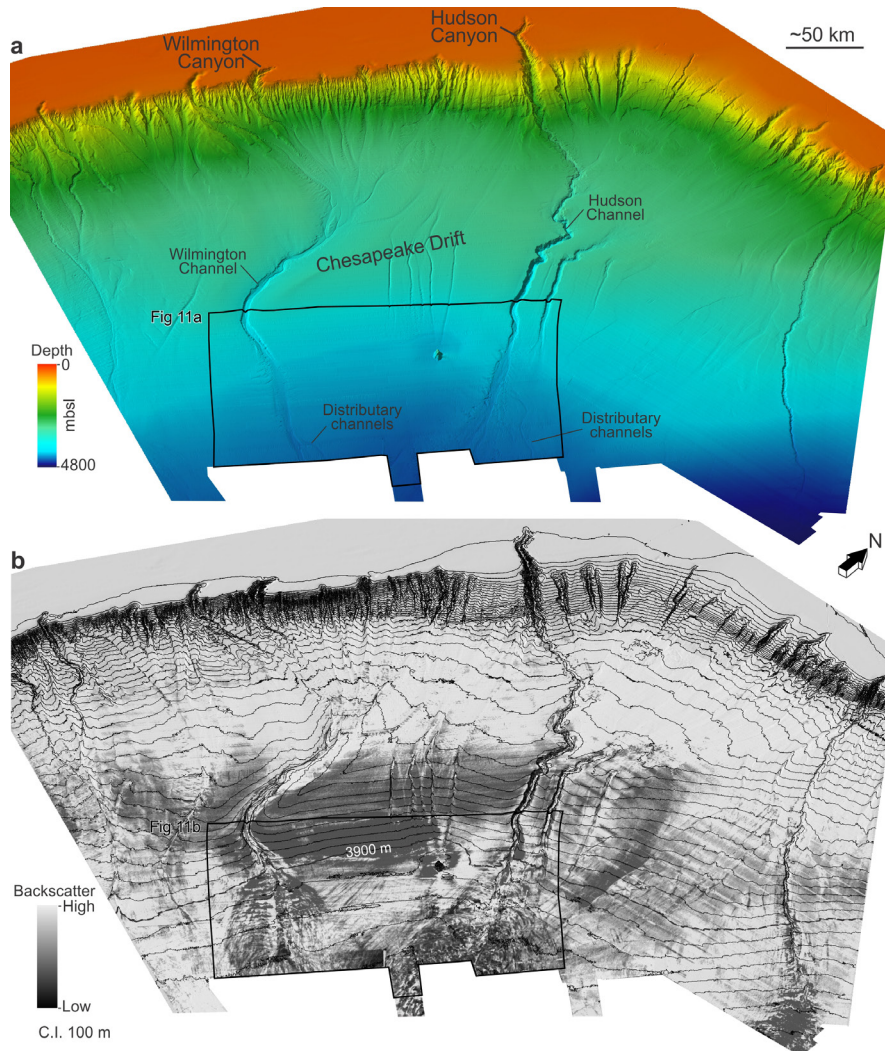 a
Hudson
Canyon
~50 km
Wilmington
Canyon
Hudson
Channel
Wilmington
Channel
Chesapeake Drift
Fig 11a
Depth
0
mbsl
4800
Distributary
channels
Distributary
channels
b
N
Fig 11b
3900 m
Backscatter
High
Low
C.I. 100 m